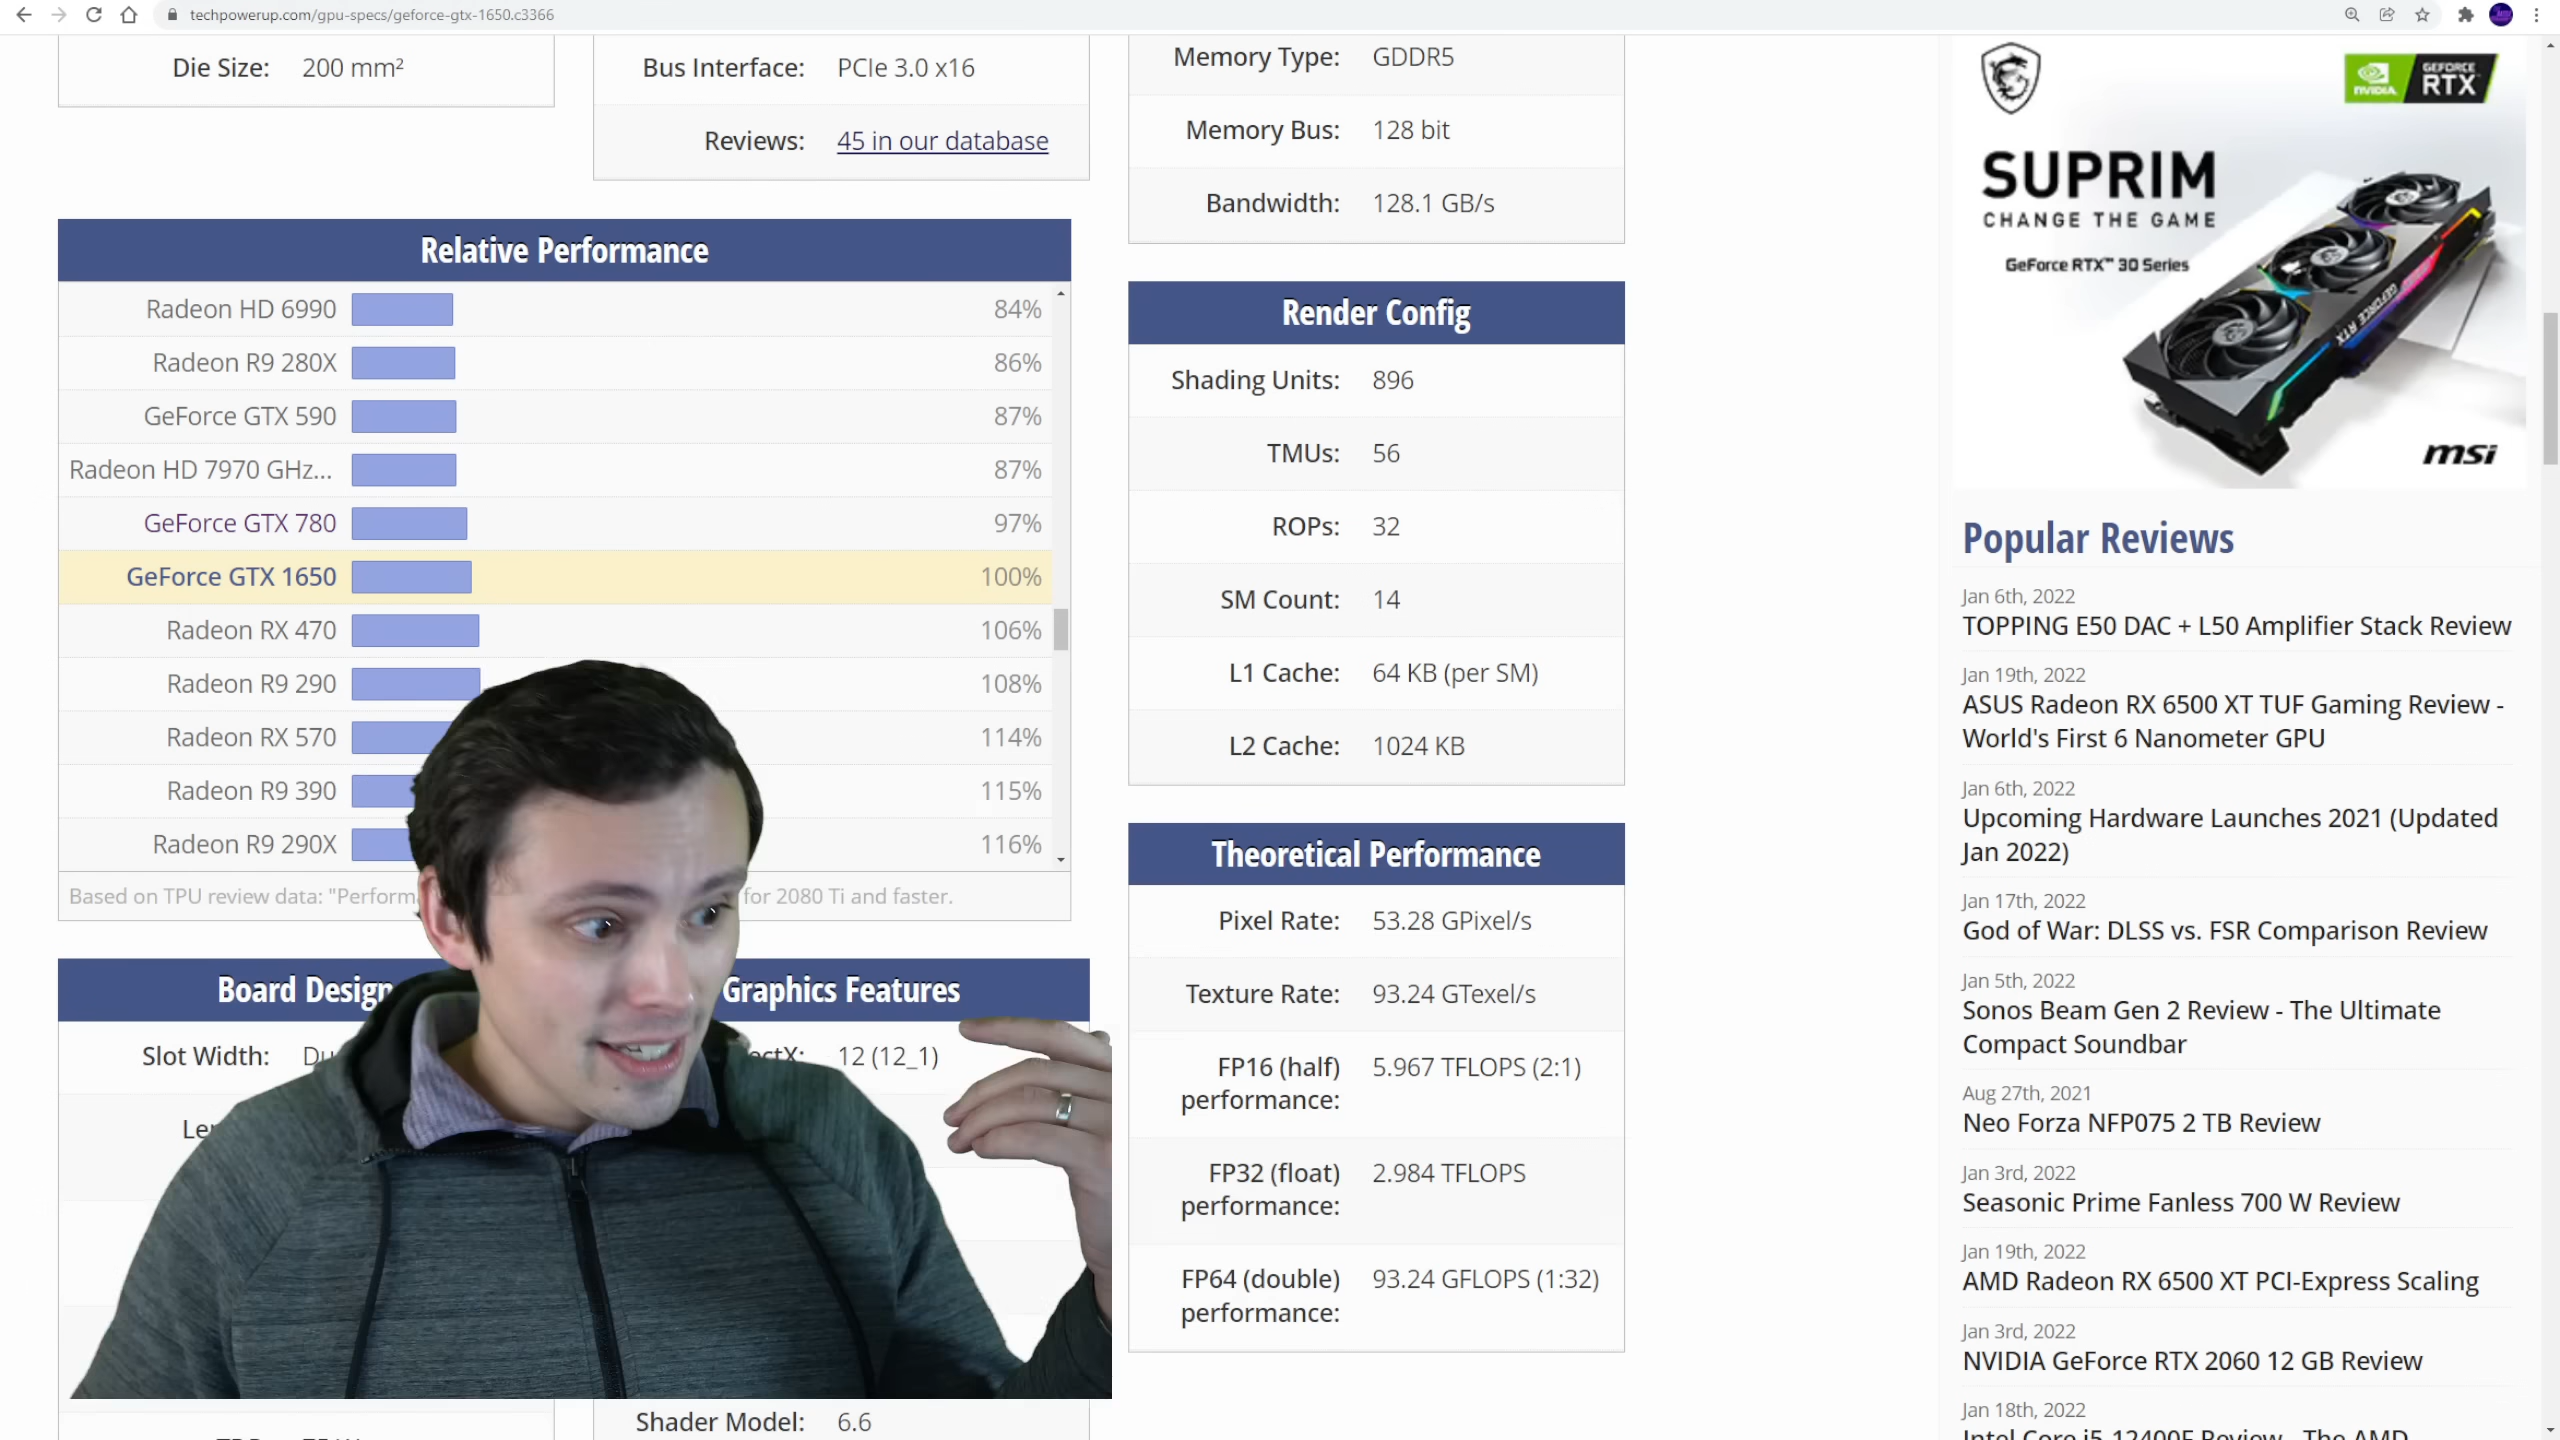 techpowerup.com/gpu-specs/geforce-gtx-1650.c3366
Die Size: 200 mm²
Bus Interface: PCIe 3.0 x16
Reviews: 45 in our database
Memory Type: GDDR5
Memory Bus: 128 bit
Bandwidth: 128.1 GB/s
Relative Performance
Radeon HD 6990 84%
Radeon R9 280X 86%
GeForce GTX 590 87%
Radeon HD 7970 GHz... 87%
GeForce GTX 780 97%
GeForce GTX 1650 100%
Radeon RX 470 106%
Radeon R9 290 108%
Radeon RX 570 114%
Radeon R9 390 115%
Radeon R9 290X 116%
Based on TPU review data: "Perform for 2080 Ti and faster.
Render Config
Shading Units: 896
TMUs: 56
ROPs: 32
SM Count: 14
L1 Cache: 64 KB (per SM)
L2 Cache: 1024 KB
Theoretical Performance
Pixel Rate: 53.28 GPixel/s
Texture Rate: 93.24 GTexel/s
FP16 (half) performance: 5.967 TFLOPS (2:1)
FP32 (float) performance: 2.984 TFLOPS
FP64 (double) performance: 93.24 GFLOPS (1:32)
Board Design
Slot Width:
Graphics Features
12 (12_1)
Shader Model: 6.6
NVIDIA
GEFORCE
RTX
SUPRIM
CHANGE THE GAME
GeForce RTX™ 30 Series
GEFORCE RTX
msi
Popular Reviews
Jan 6th, 2022
TOPPING E50 DAC + L50 Amplifier Stack Review
Jan 19th, 2022
ASUS Radeon RX 6500 XT TUF Gaming Review -
World's First 6 Nanometer GPU
Jan 6th, 2022
Upcoming Hardware Launches 2021 (Updated
Jan 2022)
Jan 17th, 2022
God of War: DLSS vs. FSR Comparison Review
Jan 5th, 2022
Sonos Beam Gen 2 Review - The Ultimate
Compact Soundbar
Aug 27th, 2021
Neo Forza NFP075 2 TB Review
Jan 3rd, 2022
Seasonic Prime Fanless 700 W Review
Jan 19th, 2022
AMD Radeon RX 6500 XT PCI-Express Scaling
Jan 3rd, 2022
NVIDIA GeForce RTX 2060 12 GB Review
Jan 18th, 2022
Intel Core i5-12400F Review - The AMD